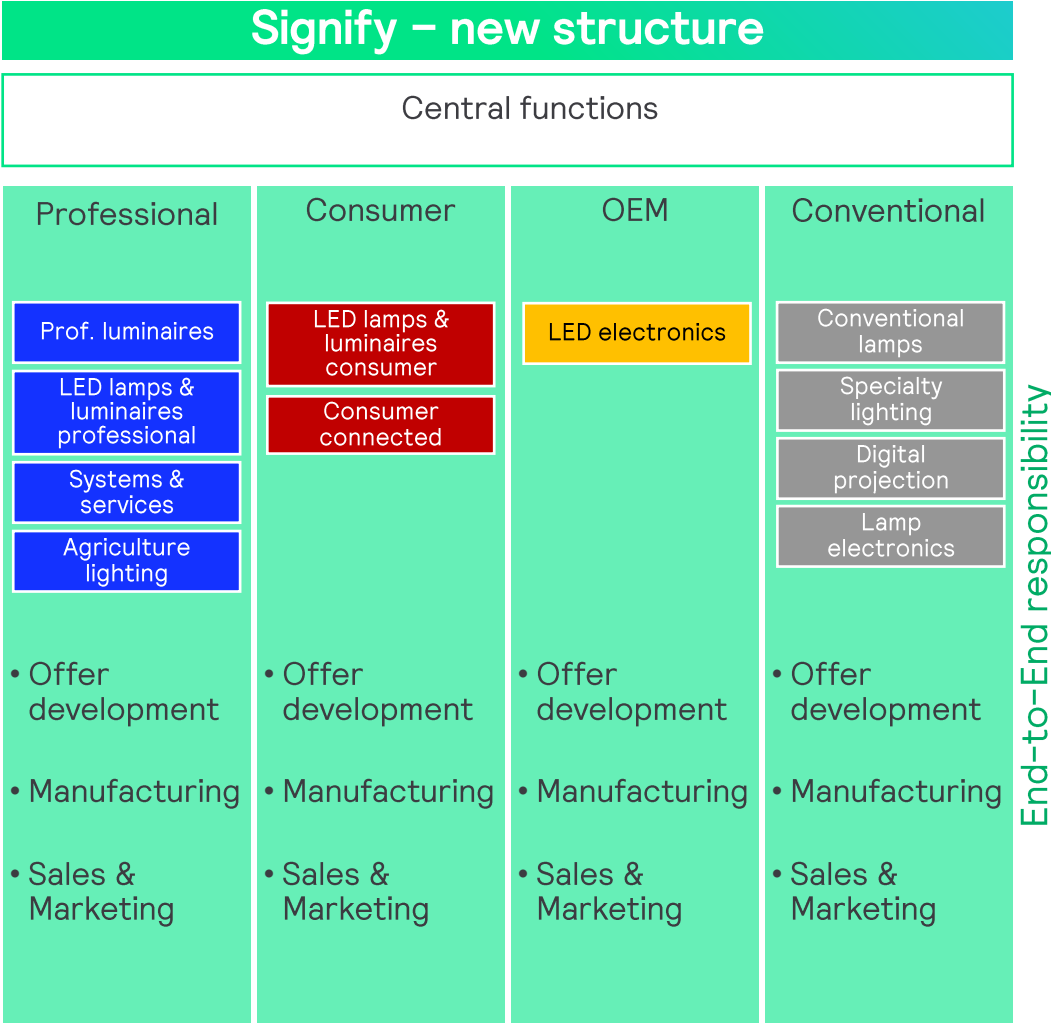 Signify – new structure
Central functions
Professional
Prof. luminaires
LED lamps &
luminaires
professional
Systems &
services
Agriculture
lighting
• Offer
development
• Manufacturing
• Sales &
Marketing
Consumer
LED lamps &
luminaires
consumer
Consumer
connected
• Offer
development
• Manufacturing
• Sales &
Marketing
OEM
LED electronics
• Offer
development
• Manufacturing
• Sales &
Marketing
Conventional
Conventional
lamps
Specialty
lighting
Digital
projection
Lamp
electronics
• Offer
development
• Manufacturing
• Sales &
Marketing
End-to-End responsibility